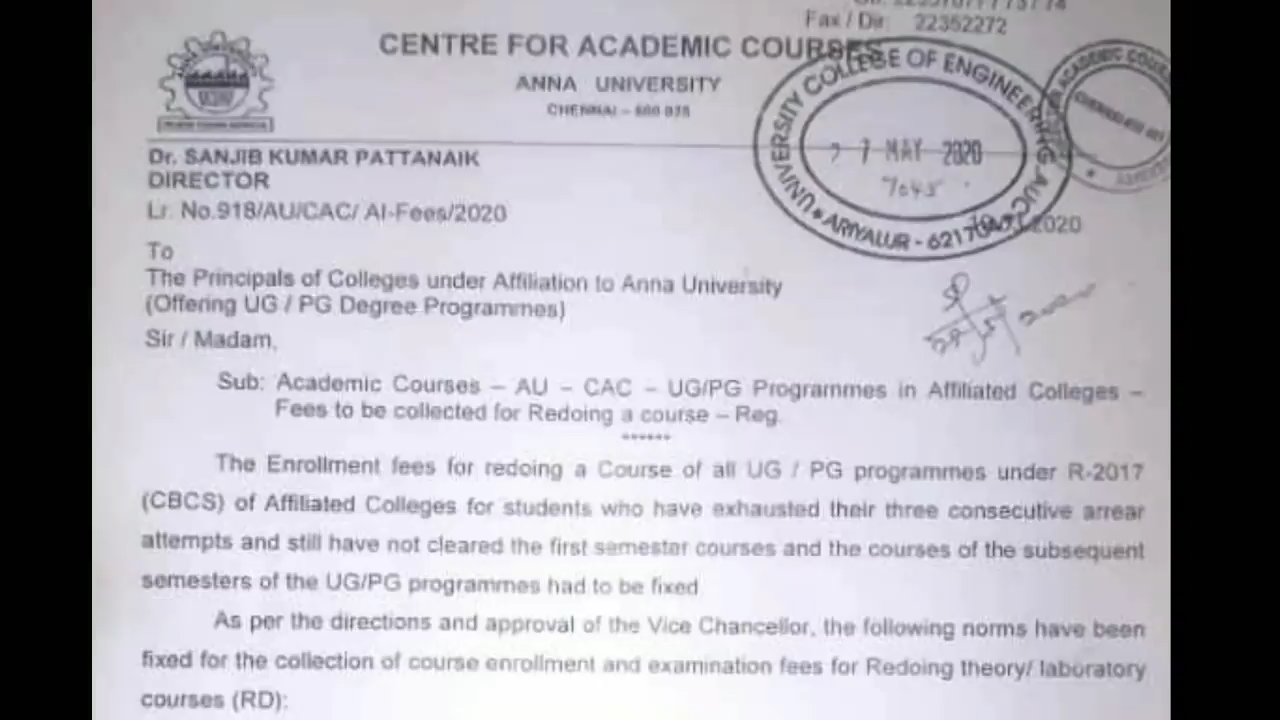 Fax / Dir: 22352272
CENTRE FOR ACADEMIC COURSES
ANNA UNIVERSITY
CHENNAI – 600 025
UNIVERSITY COLLEGE OF ENGINEERING
ARIYALUR - 6217
7 MAY 2020
7045
ACADEMIC COURSES
Dr. SANJIB KUMAR PATTANAIK
DIRECTOR
Lr. No.918/AU/CAC/ AI-Fees/2020
2020
To
The Principals of Colleges under Affiliation to Anna University
(Offering UG / PG Degree Programmes)
Sir / Madam,
Sub: Academic Courses – AU – CAC – UG/PG Programmes in Affiliated Colleges –
Fees to be collected for Redoing a course – Reg.
******
The Enrollment fees for redoing a Course of all UG / PG programmes under R-2017
(CBCS) of Affiliated Colleges for students who have exhausted their three consecutive arrear
attempts and still have not cleared the first semester courses and the courses of the subsequent
semesters of the UG/PG programmes had to be fixed
As per the directions and approval of the Vice Chancellor, the following norms have been
fixed for the collection of course enrollment and examination fees for Redoing theory/ laboratory
courses (RD):